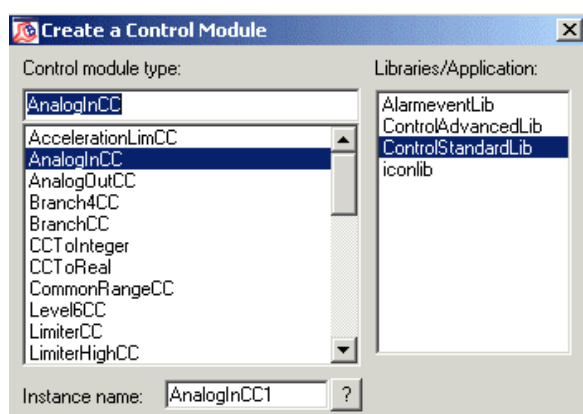 Create a Control Module
Control module type:
Libraries/Application:
AnalogInCC
AccelerationLimCC
AnalogInCC
AnalogOutCC
Branch4CC
BranchCC
CCToInteger
CCToReal
CommonRangeCC
Level6CC
LimiterCC
LimiterHighCC
AlarmeventLib
ControlAdvancedLib
ControlStandardLib
iconlib
Instance name: AnalogInCC1 ?